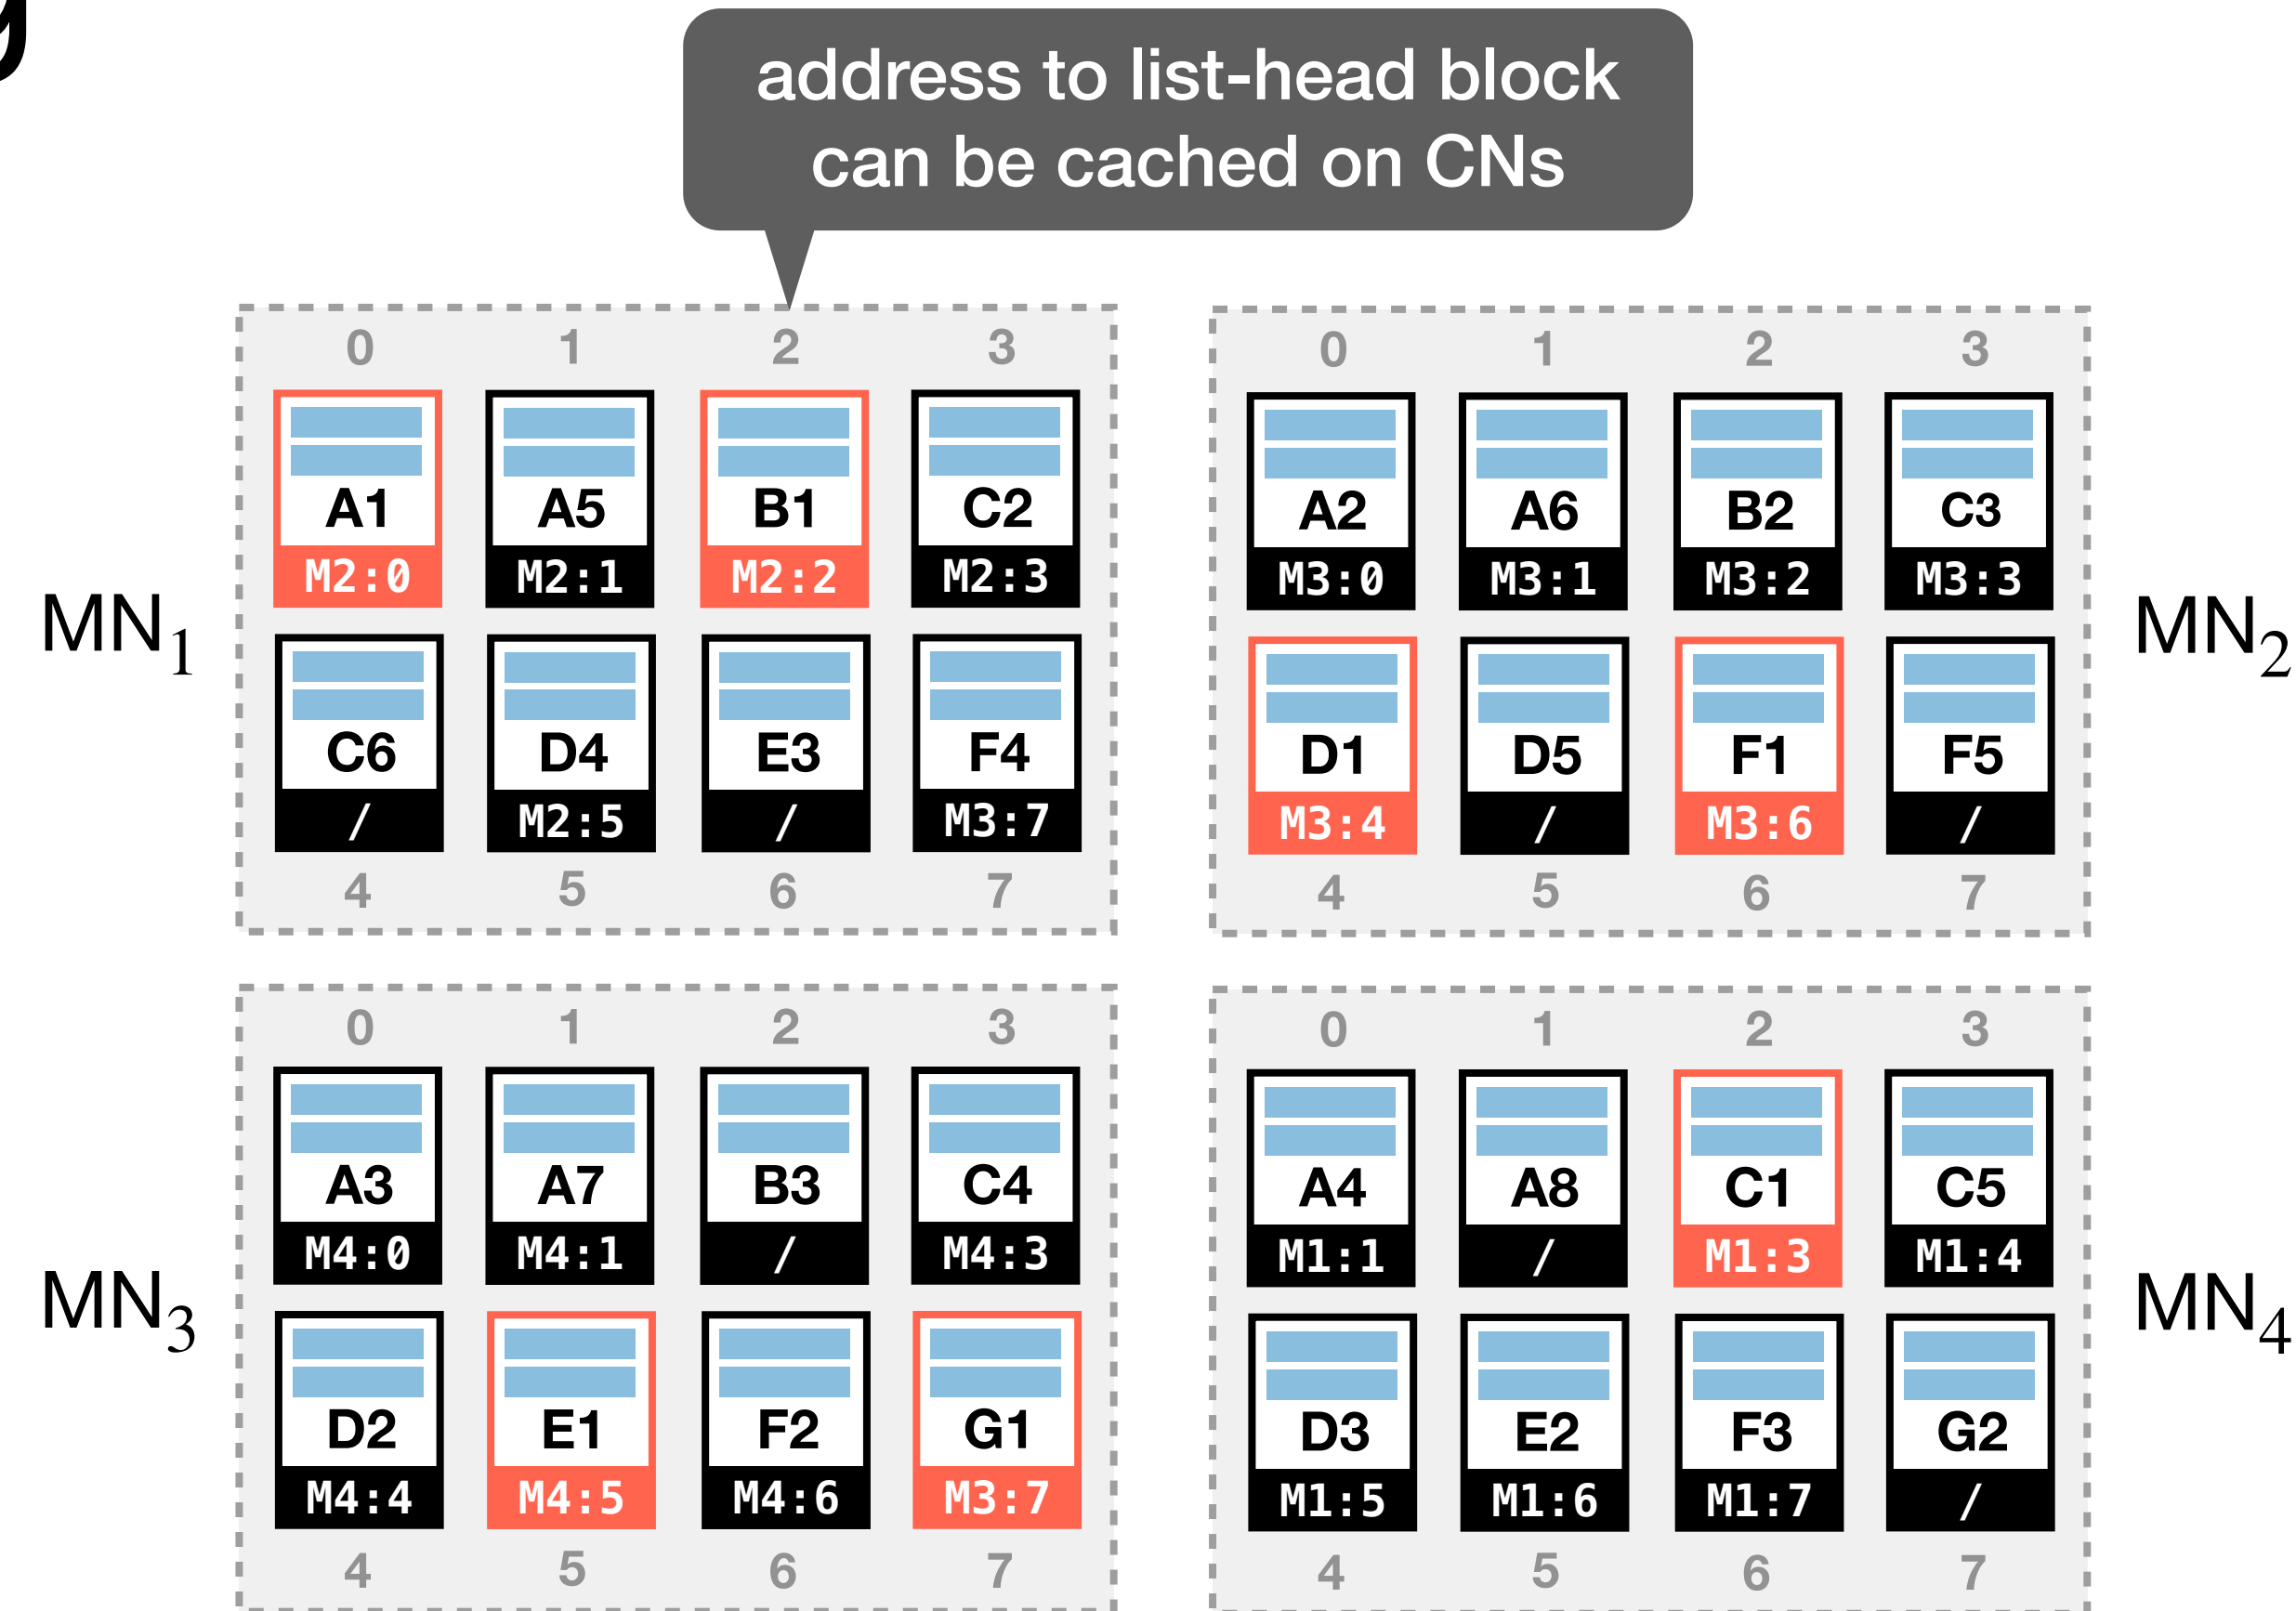 address to list-head block
can be cached on CNs
MN1
0 1 2 3
A1 A5 B1 C2
M2:0 M2:1 M2:2 M2:3
C6 D4 E3 F4
/ M2:5 / M3:7
4 5 6 7
MN2
0 1 2 3
A2 A6 B2 C3
M3:0 M3:1 M3:2 M3:3
D1 D5 F1 F5
M3:4 / M3:6 /
4 5 6 7
MN3
0 1 2 3
A3 A7 B3 C4
M4:0 M4:1 / M4:3
D2 E1 F2 G1
M4:4 M4:5 M4:6 M3:7
4 5 6 7
MN4
0 1 2 3
A4 A8 C1 C5
M1:1 / M1:3 M1:4
D3 E2 F3 G2
M1:5 M1:6 M1:7 /
4 5 6 7